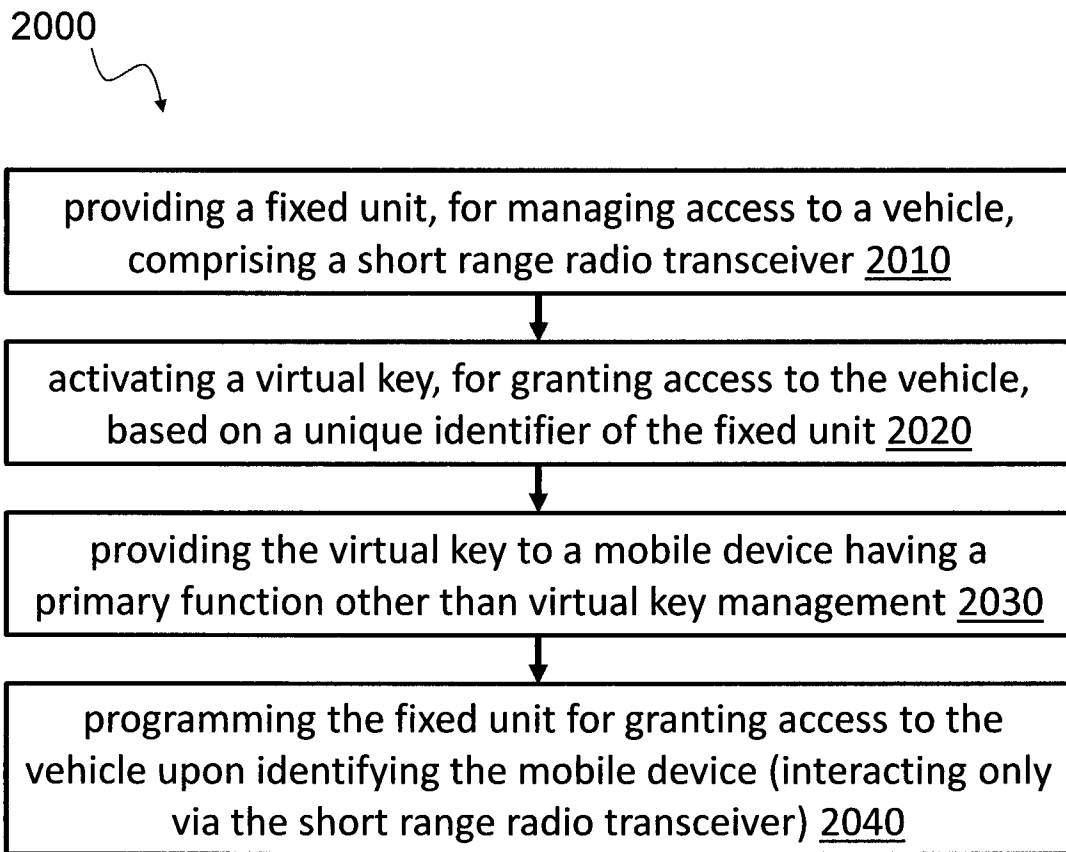 2000
providing a fixed unit, for managing access to a vehicle,
comprising a short range radio transceiver 2010
activating a virtual key, for granting access to the vehicle,
based on a unique identifier of the fixed unit 2020
providing the virtual key to a mobile device having a
primary function other than virtual key management 2030
programming the fixed unit for granting access to the
vehicle upon identifying the mobile device (interacting only
via the short range radio transceiver) 2040